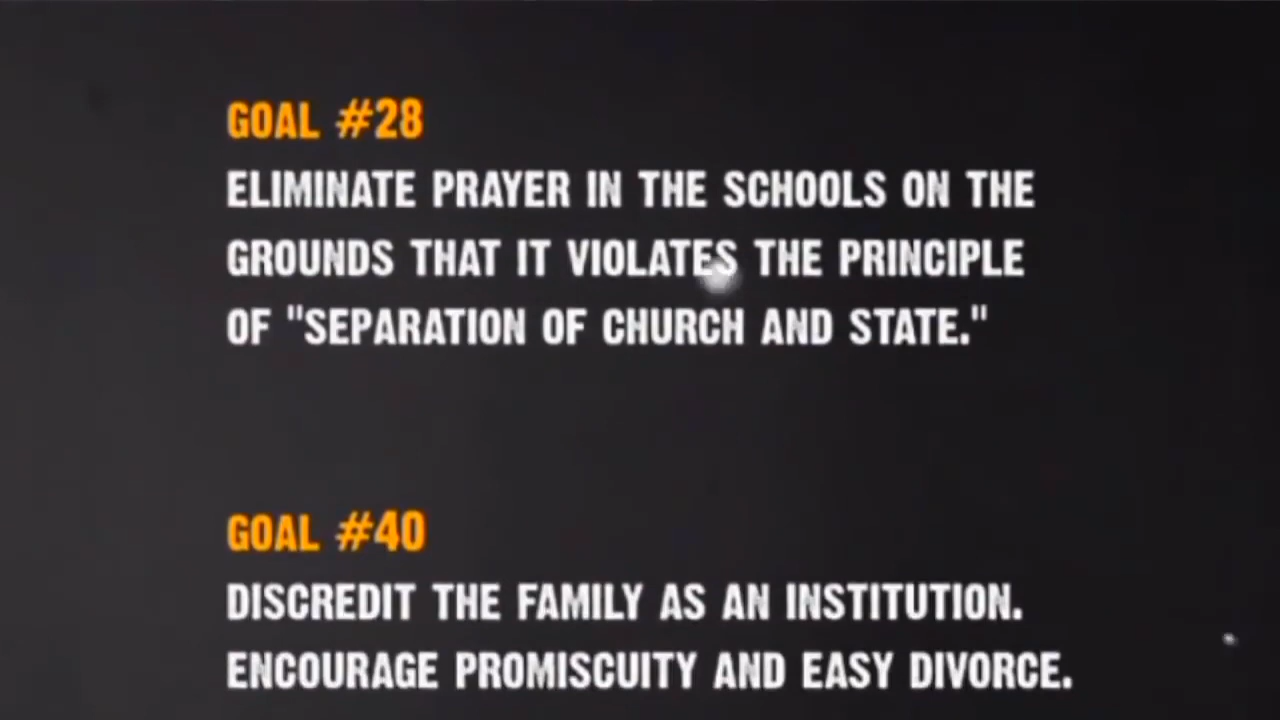 GOAL #28
ELIMINATE PRAYER IN THE SCHOOLS ON THE
GROUNDS THAT IT VIOLATES THE PRINCIPLE
OF "SEPARATION OF CHURCH AND STATE."
GOAL #40
DISCREDIT THE FAMILY AS AN INSTITUTION.
ENCOURAGE PROMISCUITY AND EASY DIVORCE.